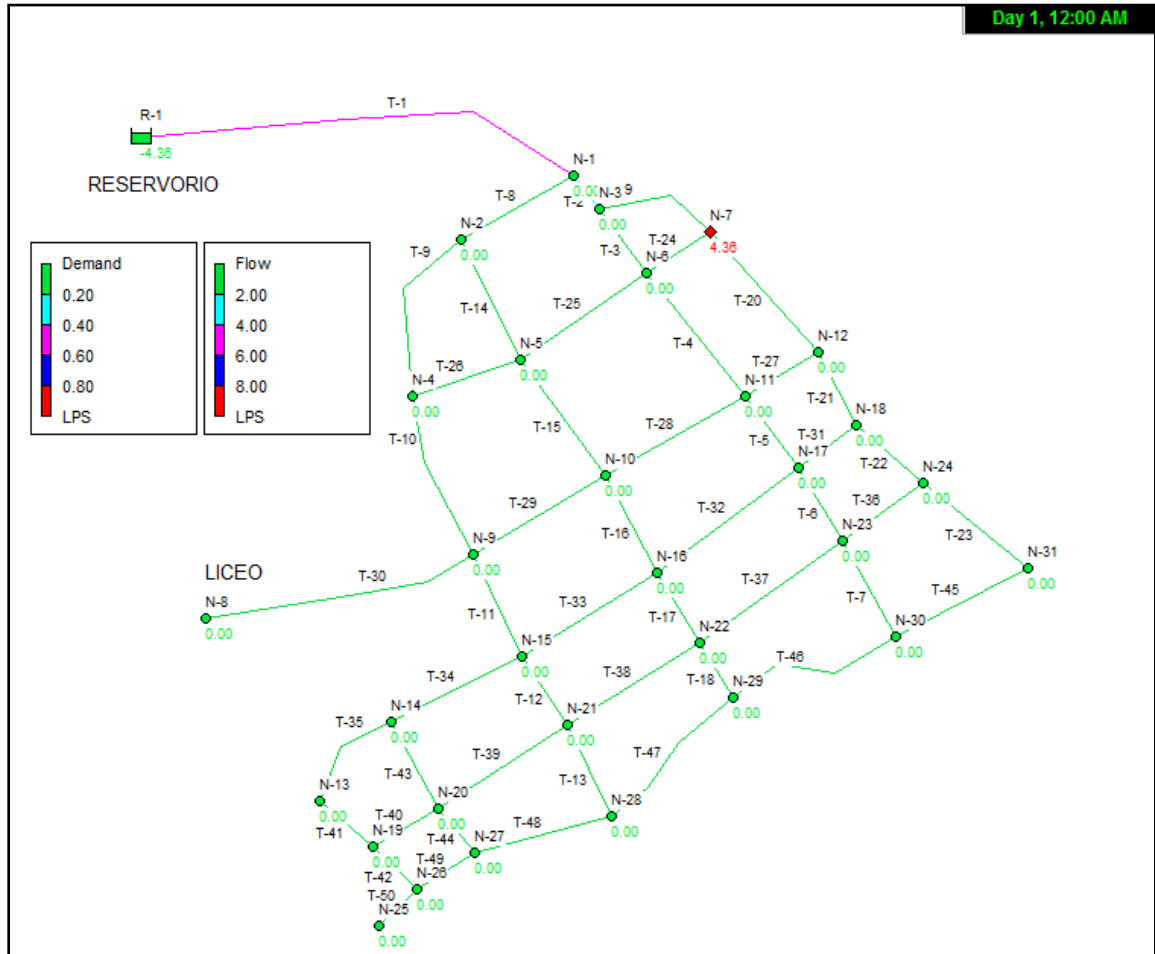 Day 1, 12:00 AM
R-1
-4.36
T-1
RESERVORIO
N-1
0.00
T-8
T-2
N-3
9
0.00
N-7
4.36
N-2
0.00
T-9
T-3
T-24
N-6
0.00
Demand
0.20
0.40
0.60
0.80
LPS
Flow
2.00
4.00
6.00
8.00
LPS
T-14
T-25
T-20
N-5
0.00
T-26
N-4
0.00
T-4
N-12
0.00
T-27
N-11
0.00
T-21
T-10
T-15
T-28
N-18
0.00
T-5
T-31
N-10
0.00
N-17
0.00
T-22
N-24
0.00
T-29
T-32
T-36
T-6
N-23
0.00
T-23
N-9
0.00
T-16
LICEO
T-30
N-16
0.00
N-31
0.00
N-8
0.00
T-37
T-45
T-7
T-33
T-11
T-17
N-30
0.00
N-22
0.00
N-15
0.00
T-46
T-34
T-38
T-18
N-29
0.00
T-12
N-14
0.00
N-21
0.00
T-35
T-39
T-47
T-43
T-13
N-13
0.00
N-20
0.00
N-28
0.00
T-40
T-41
N-19
0.00
T-44
N-27
0.00
T-48
T-49
T-42
N-26
0.00
T-50
N-25
0.00